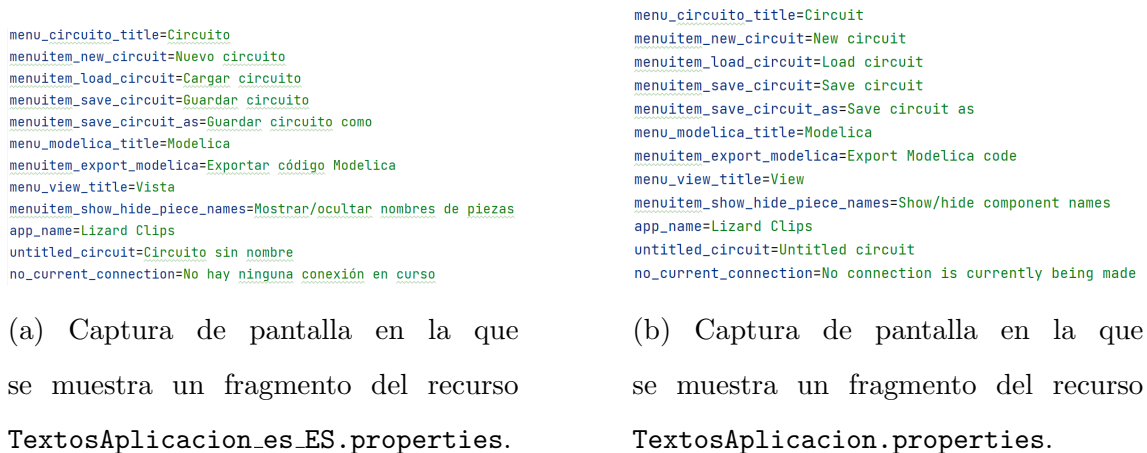 menu_circuito_title=Circuito
menuitem_new_circuit=Nuevo circuito
menuitem_load_circuit=Cargar circuito
menuitem_save_circuit=Guardar circuito
menuitem_save_circuit_as=Guardar circuito como
menu_modelica_title=Modelica
menuitem_export_modelica=Exportar código Modelica
menu_view_title=Vista
menuitem_show_hide_piece_names=Mostrar/ocultar nombres de piezas
app_name=Lizard Clips
untitled_circuit=Circuito sin nombre
no_current_connection=No hay ninguna conexión en curso
(a) Captura de pantalla en la que
se muestra un fragmento del recurso
TextosAplicacion_es_ES.properties.
menu_circuito_title=Circuit
menuitem_new_circuit=New circuit
menuitem_load_circuit=Load circuit
menuitem_save_circuit=Save circuit
menuitem_save_circuit_as=Save circuit as
menu_modelica_title=Modelica
menuitem_export_modelica=Export Modelica code
menu_view_title=View
menuitem_show_hide_piece_names=Show/hide component names
app_name=Lizard Clips
untitled_circuit=Untitled circuit
no_current_connection=No connection is currently being made
(b) Captura de pantalla en la que
se muestra un fragmento del recurso
TextosAplicacion.properties.